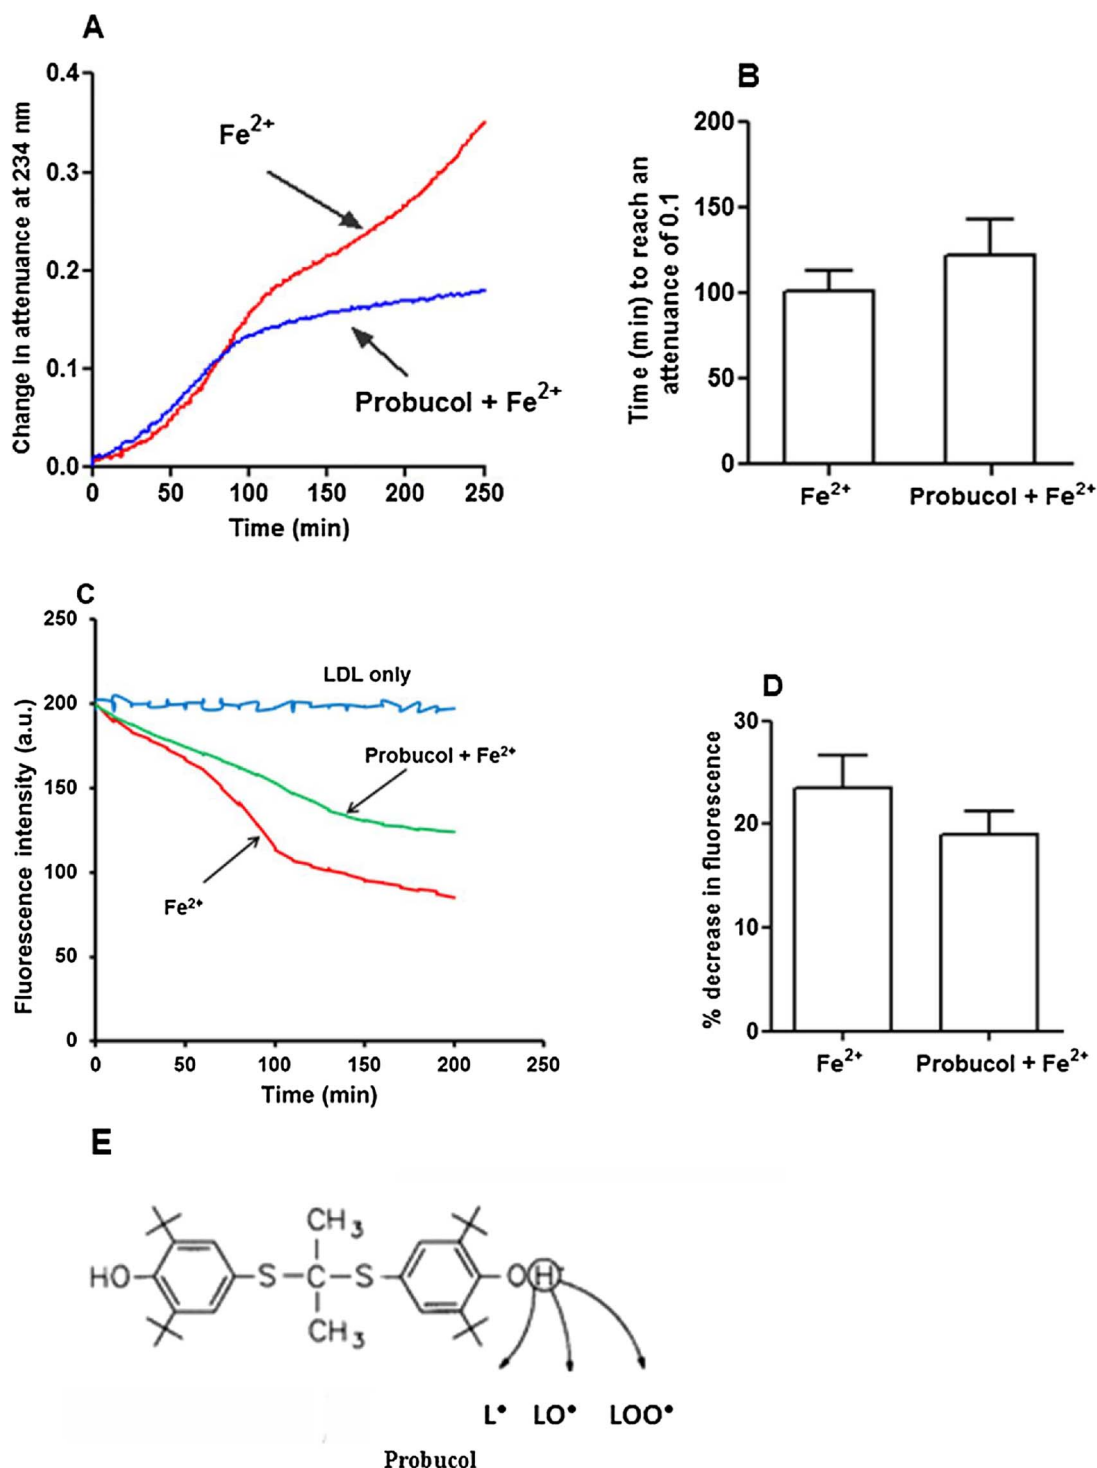 A
Change In attenuance at 234 nm
0.4
0.3
0.2
0.1
0.0
0 50 100 150 200 250
Time (min)
Fe²⁺
Probucol + Fe²⁺
B
Time (min) to reach an
attenuance of 0.1
200
150
100
50
0
Fe²⁺ Probucol + Fe²⁺
C
Fluorescence intensity (a.u.)
250
200
150
100
50
0
0 50 100 150 200 250
Time (min)
LDL only
Probucol + Fe²⁺
Fe²⁺
D
% decrease in fluorescence
30
20
10
0
Fe²⁺ Probucol + Fe²⁺
E
CH₃
HO S C S OH
CH₃
L• LO• LOO•
Probucol